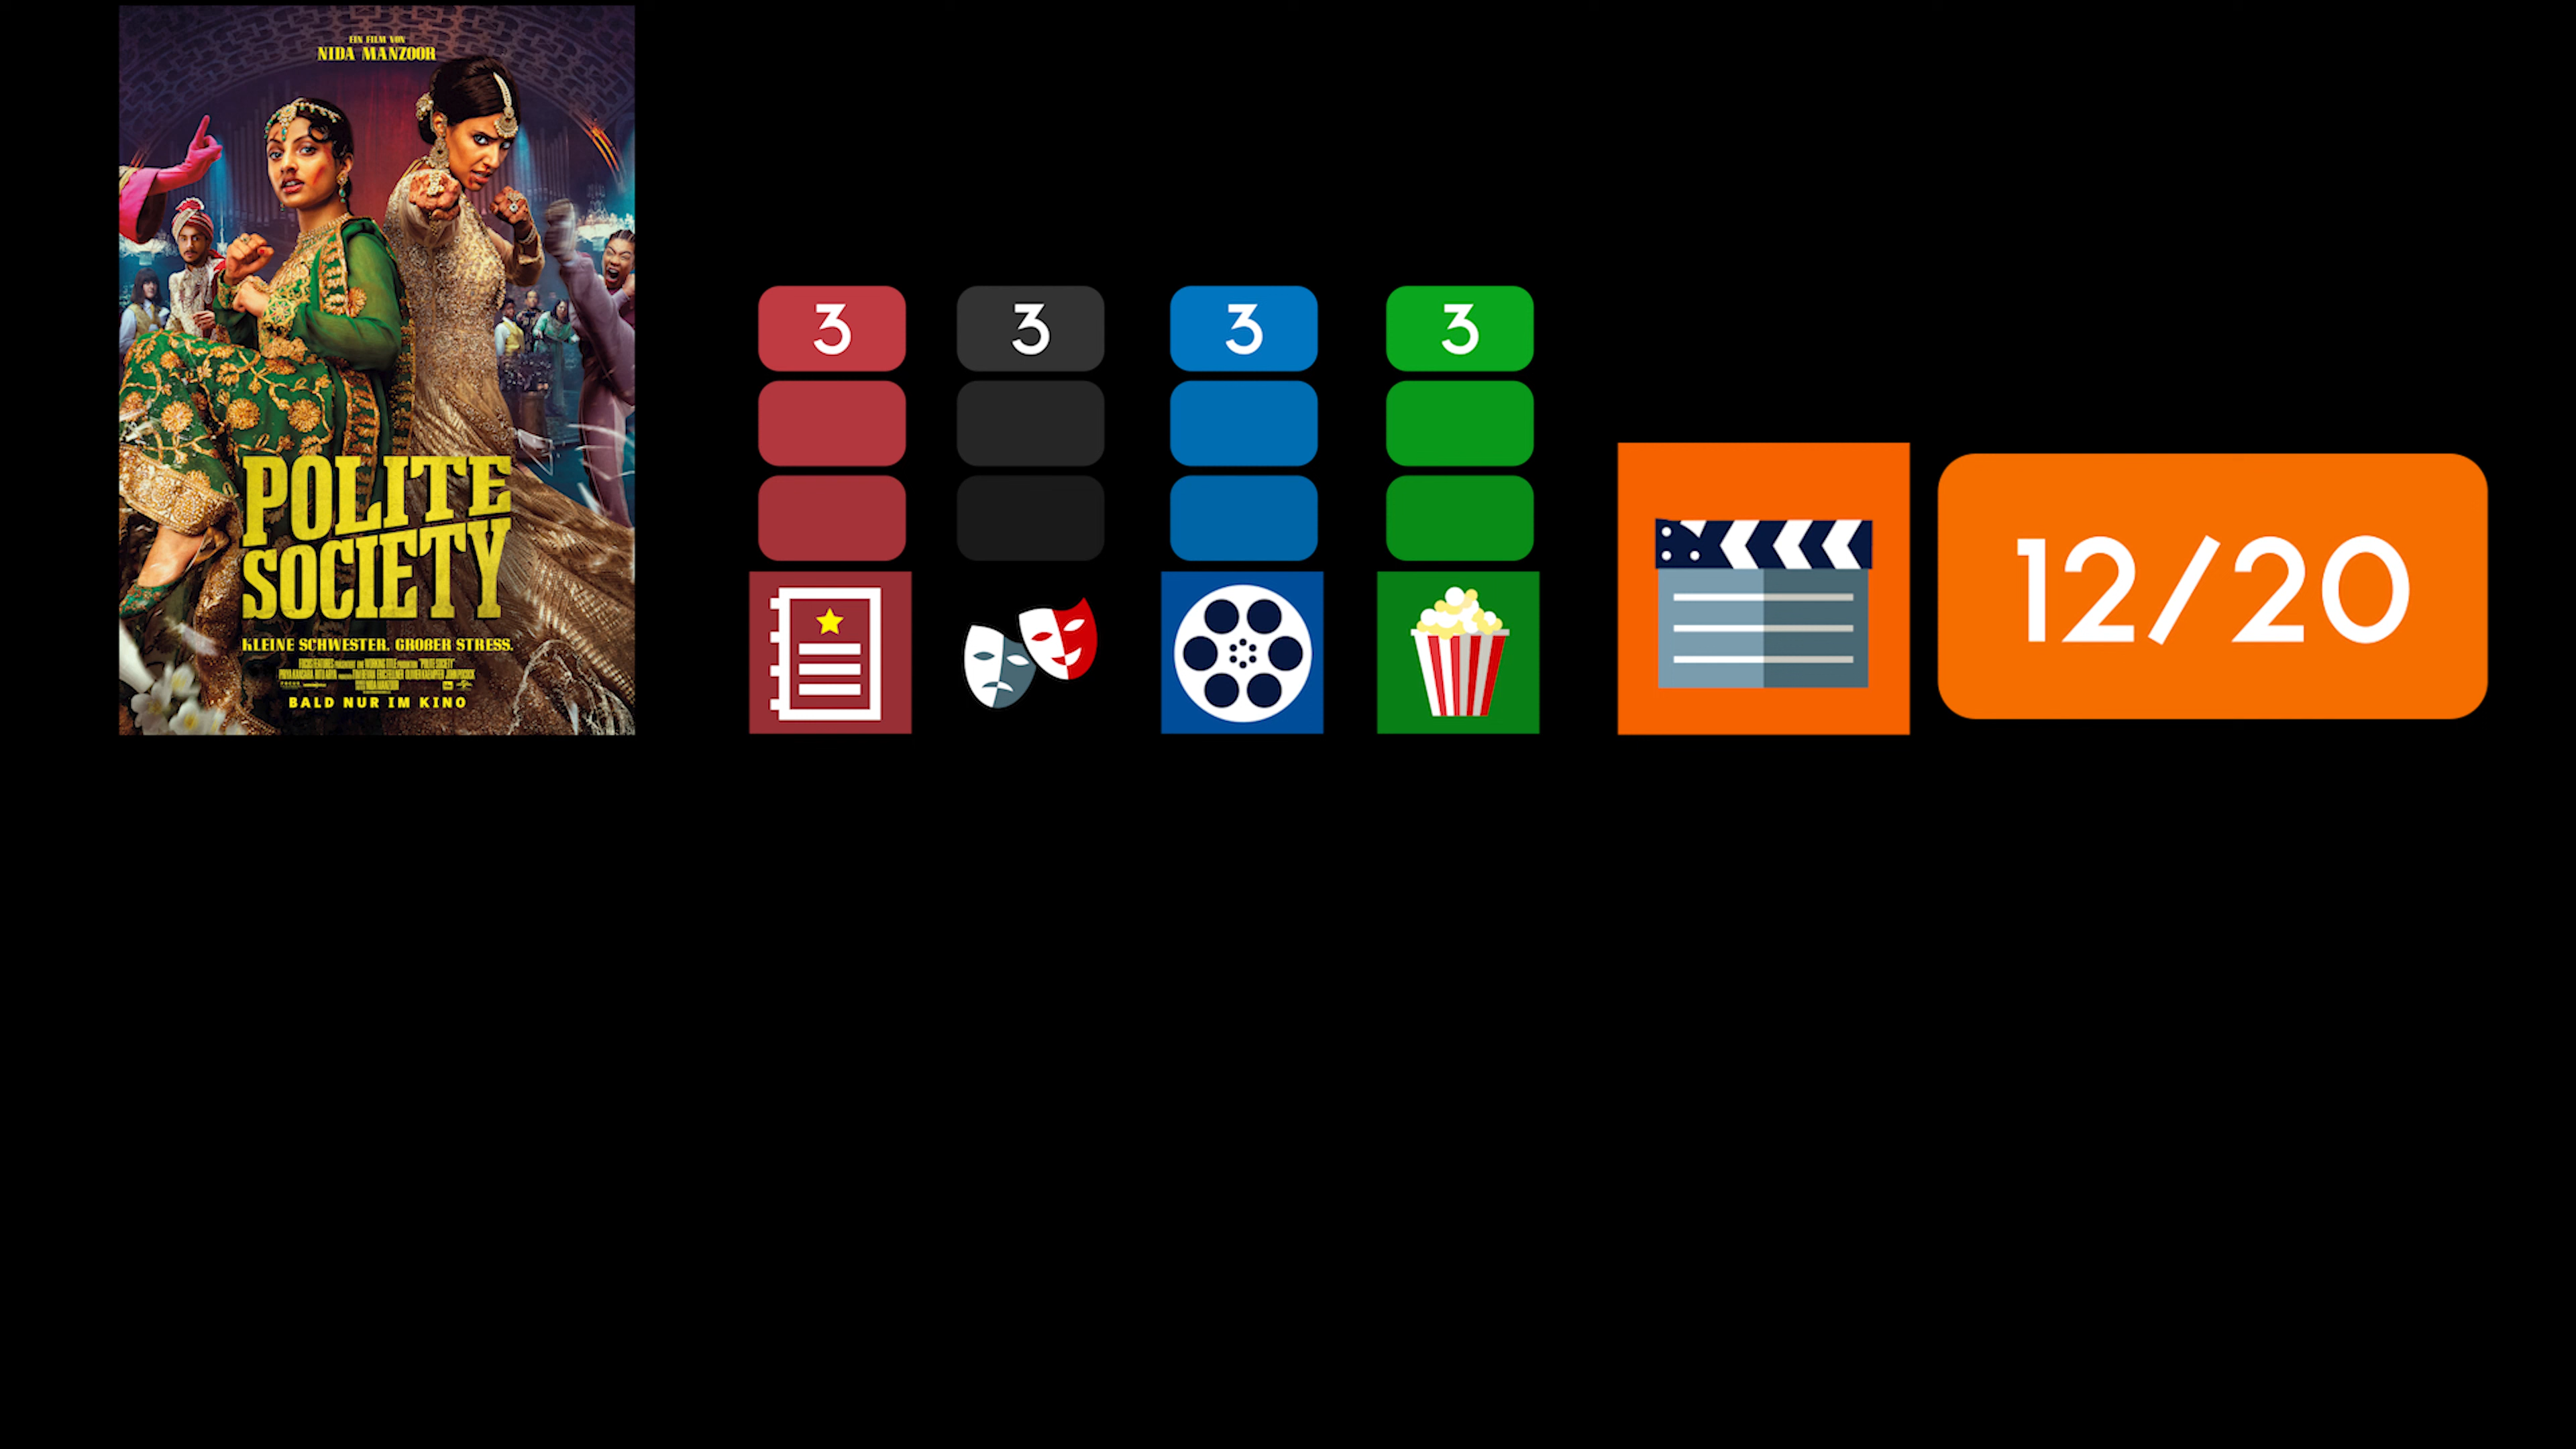 EIN FILM VON
NIDA MANZOOR
POLITE
SOCIETY
KLEINE SCHWESTER. GROßER STRESS.
BALD NUR IM KINO
3
3
3
3
12/20